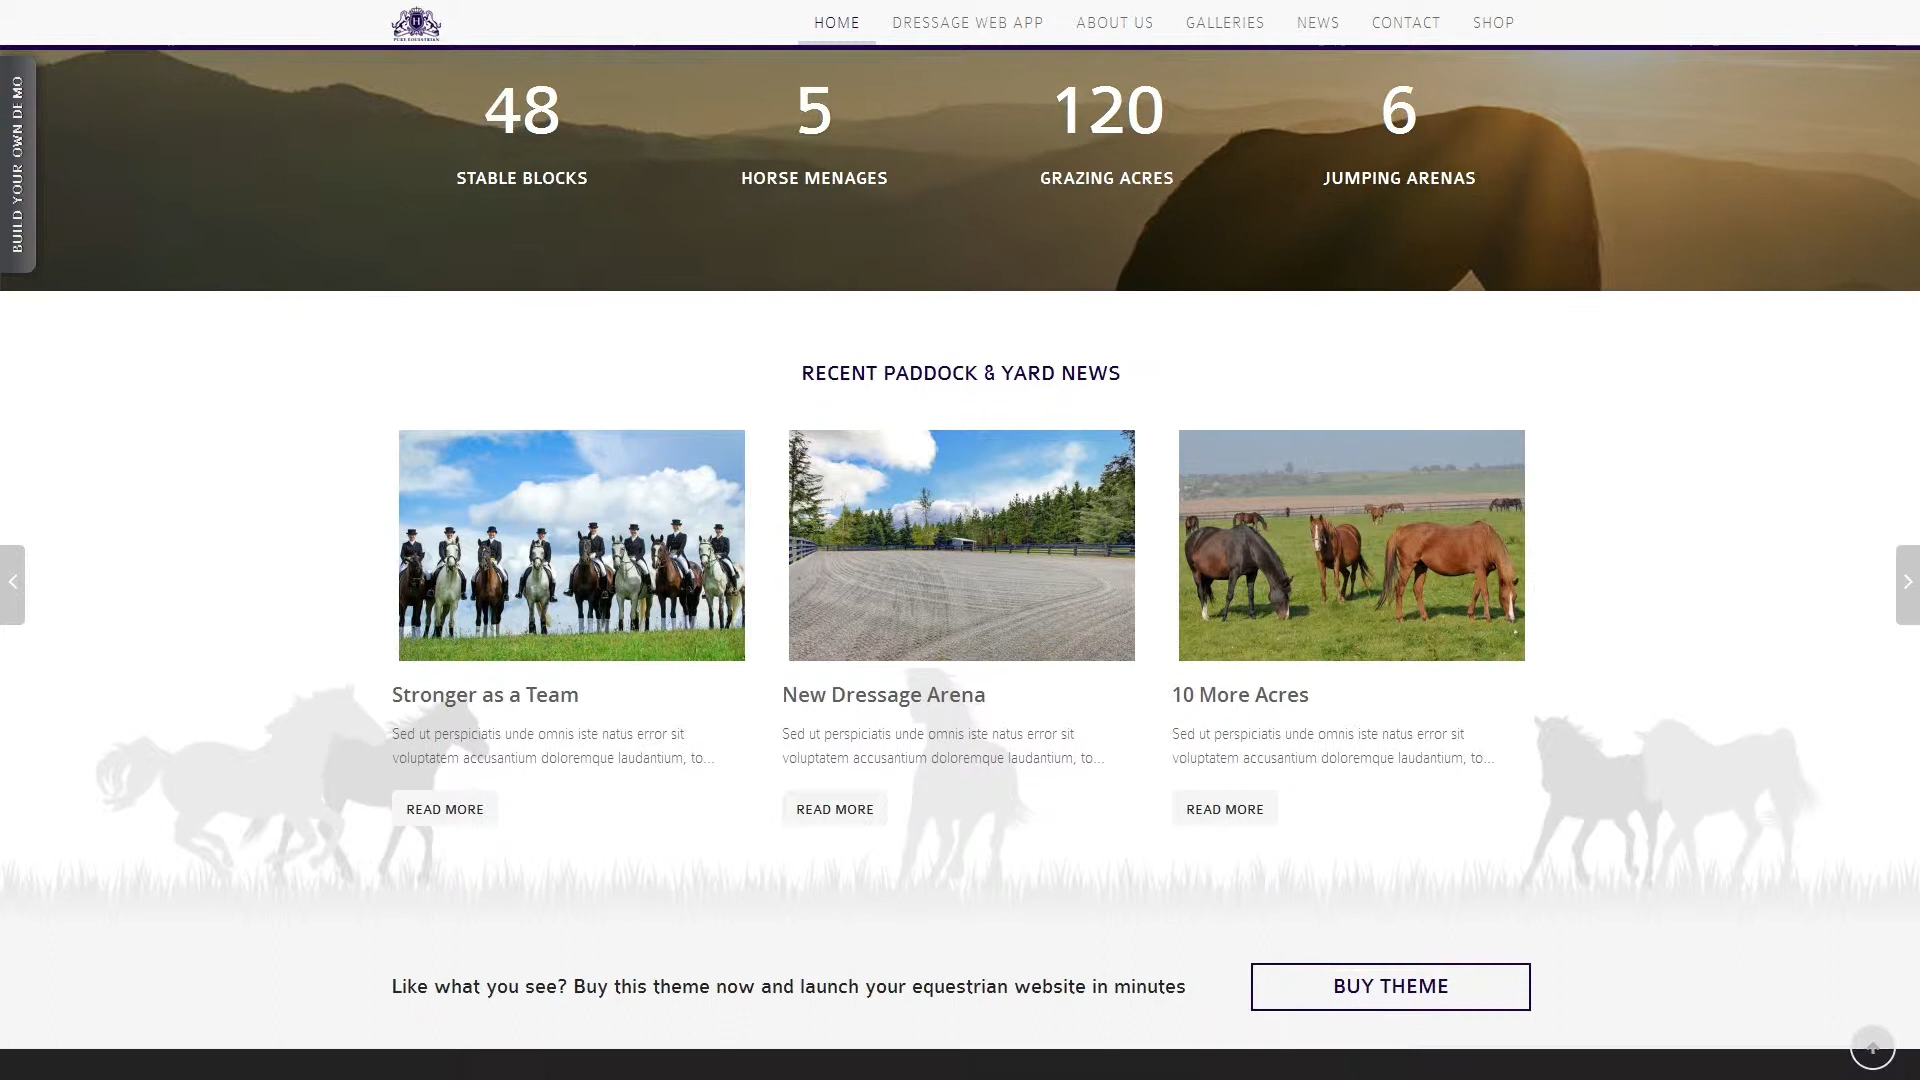 HOME DRESSAGE WEB APP ABOUT US GALLERIES NEWS CONTACT SHOP
H
PURE EQUESTRIAN
BUILD YOUR OWN DEMO
48 5 120 6
STABLE BLOCKS HORSE MENAGES GRAZING ACRES JUMPING ARENAS
RECENT PADDOCK & YARD NEWS
Stronger as a Team
Sed ut perspiciatis unde omnis iste natus error sit
voluptatem accusantium doloremque laudantium, to...
READ MORE
New Dressage Arena
Sed ut perspiciatis unde omnis iste natus error sit
voluptatem accusantium doloremque laudantium, to...
READ MORE
10 More Acres
Sed ut perspiciatis unde omnis iste natus error sit
voluptatem accusantium doloremque laudantium, to...
READ MORE
Like what you see? Buy this theme now and launch your equestrian website in minutes
BUY THEME